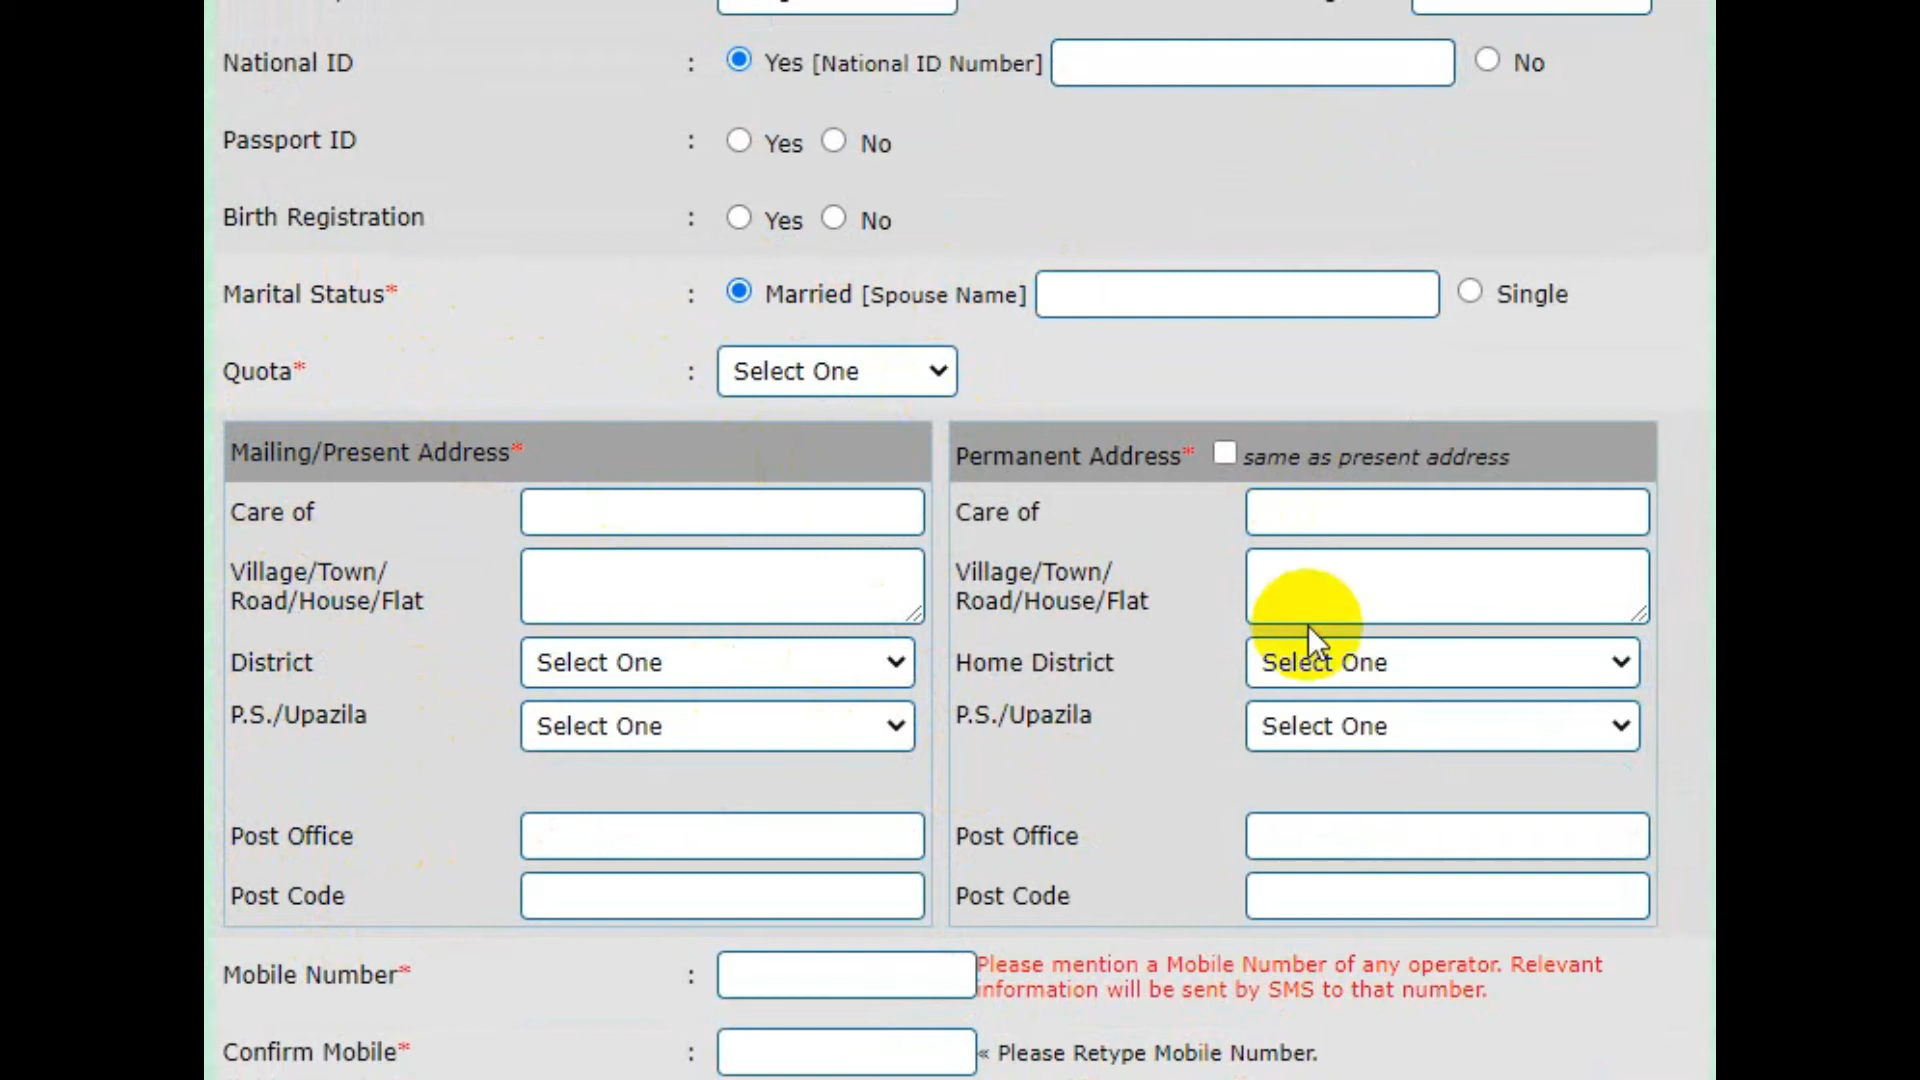 National ID : Yes [National ID Number] No
Passport ID : Yes No
Birth Registration : Yes No
Marital Status* : Married [Spouse Name] Single
Quota* : Select One
Mailing/Present Address*
Care of
Village/Town/
Road/House/Flat
District Select One
P.S./Upazila Select One
Post Office
Post Code
Permanent Address* same as present address
Care of
Village/Town/
Road/House/Flat
Home District Select One
P.S./Upazila Select One
Post Office
Post Code
Mobile Number* : Please mention a Mobile Number of any operator. Relevant
information will be sent by SMS to that number.
Confirm Mobile* : « Please Retype Mobile Number.